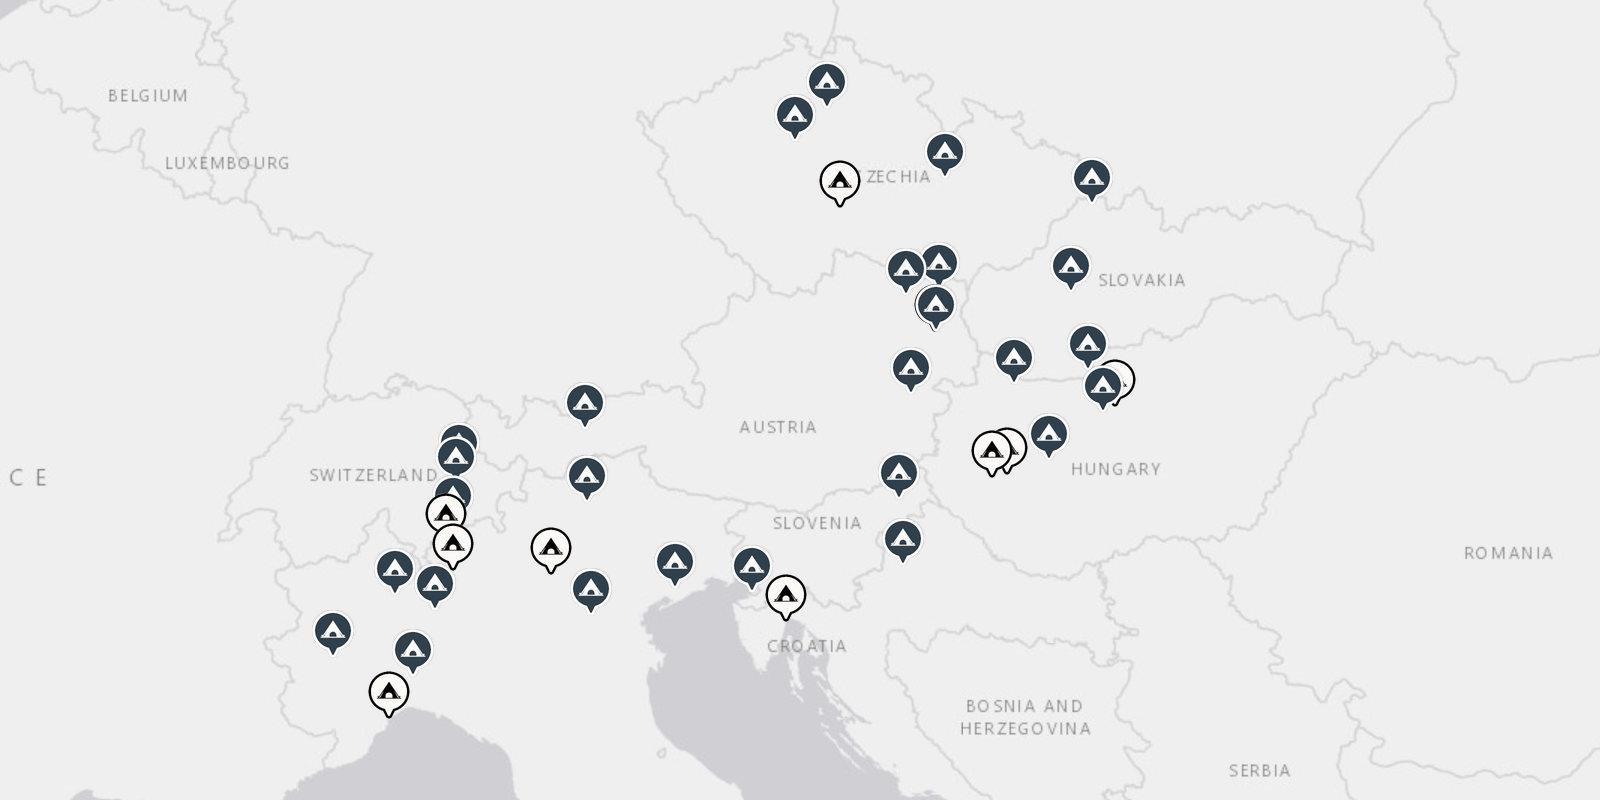 BELGIUM
LUXEMBOURG
ZECHIA
SLOVAKIA
AUSTRIA
SWITZERLAND
HUNGARY
C E
SLOVENIA
ROMANIA
CROATIA
BOSNIA AND
HERZEGOVINA
SERBIA